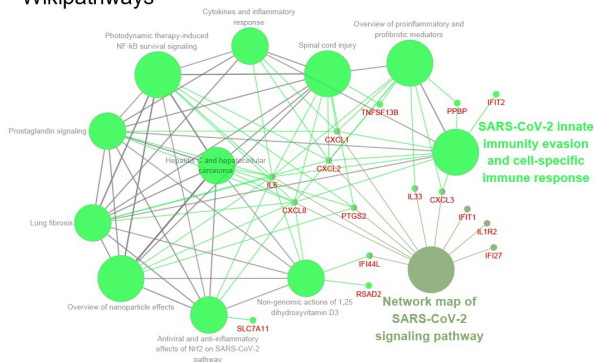 Wikipathways
Cytokines and inflammatory
response
Photodynamic therapy-induced
NF-kB survival signaling
Spinal cord injury
Overview of proinflammatory and
profibrotic mediators
TNFSF13B
PPBP
IFIT2
Prostaglandin signaling
CXCL1
SARS-CoV-2 innate
immunity evasion
and cell-specific
immune response
Hepatitis C and hepatocellular
carcinoma
CXCL2
IL6
IL33
CXCL3
CXCL8
PTGS2
IFIT1
Lung fibrosis
IL1R2
IFI27
IFI44L
RSAD2
Overview of nanoparticle effects
Non-genomic actions of 1,25
dihydroxyvitamin D3
Network map of
SARS-CoV-2
signaling pathway
SLC7A11
Antiviral and anti-inflammatory
effects of Nrf2 on SARS-CoV-2
pathway